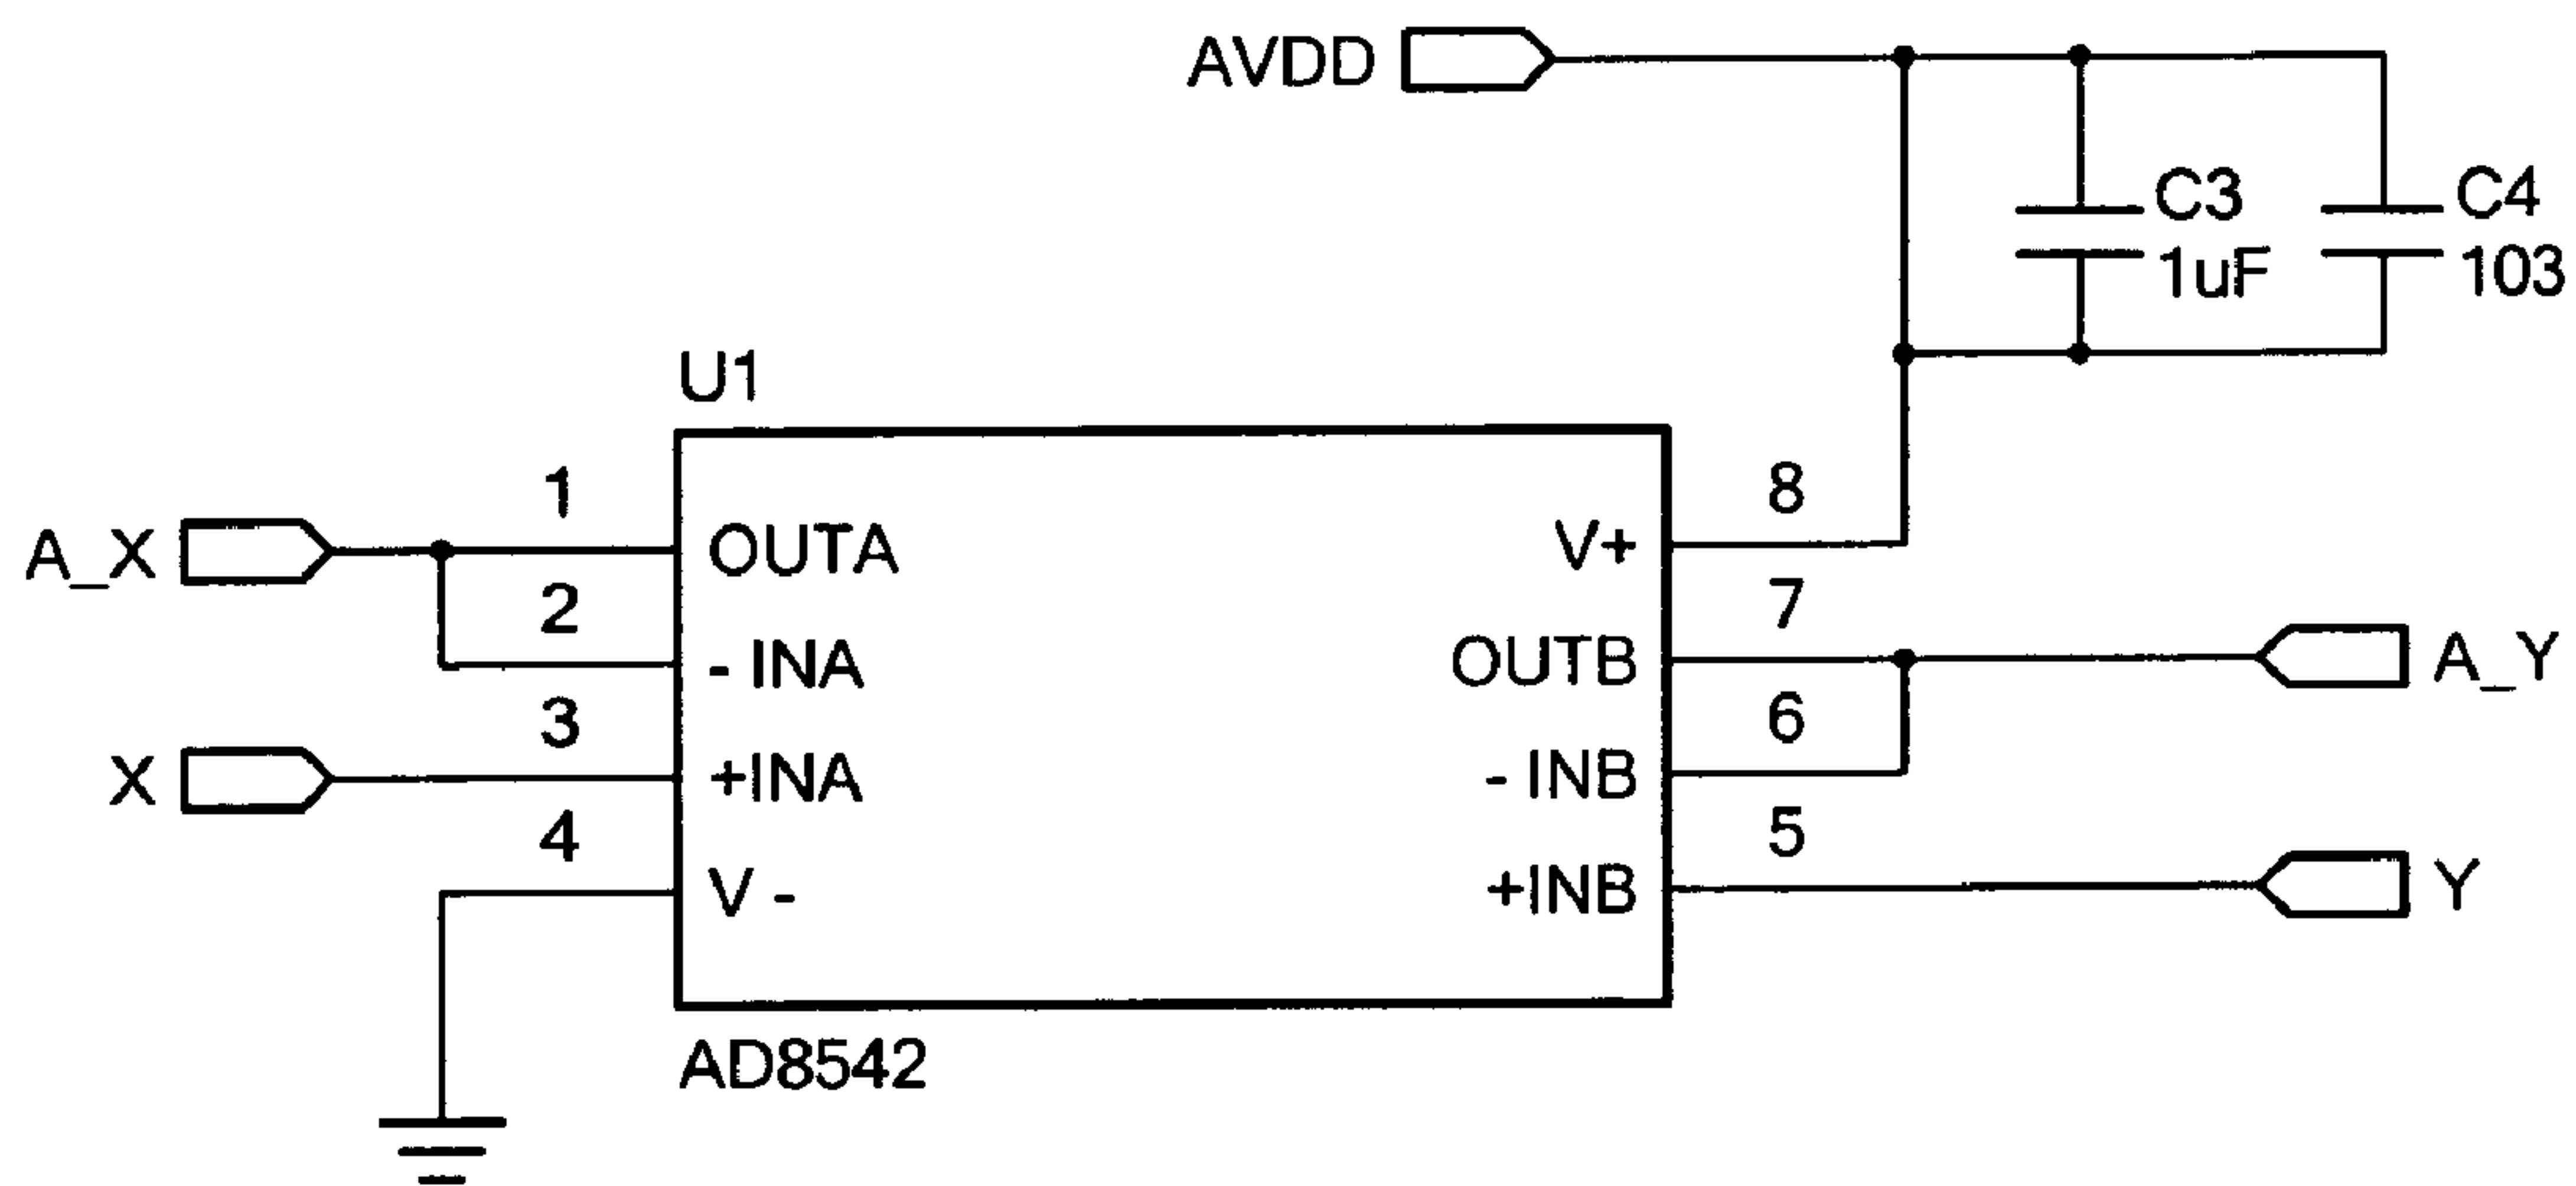 AVDD
C3
1uF
C4
103
U1
1
8
A_X
OUTA
V+
2
7
- INA
OUTB
A_Y
3
6
X
+INA
- INB
4
5
V -
+INB
Y
AD8542